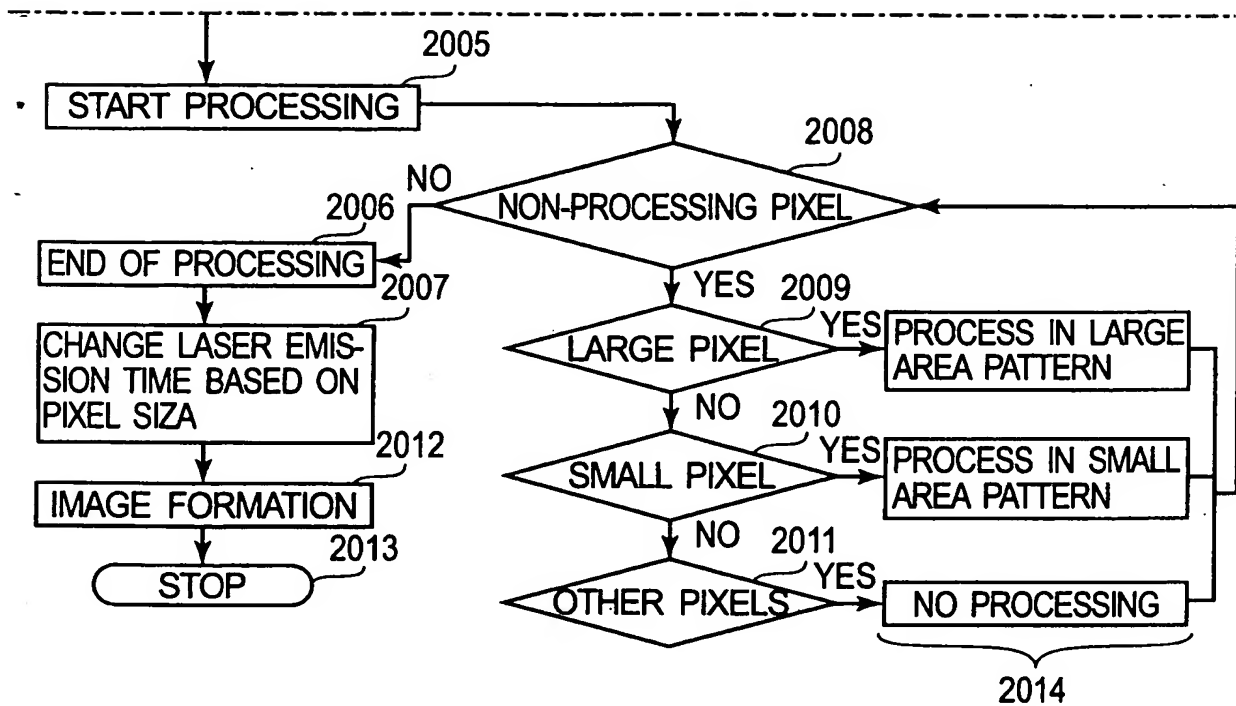 2005
START PROCESSING
2008
NO
NON-PROCESSING PIXEL
2006
END OF PROCESSING
2007
CHANGE LASER EMIS-
SION TIME BASED ON
PIXEL SIZA
2012
IMAGE FORMATION
2013
STOP
YES
2009
LARGE PIXEL
YES
PROCESS IN LARGE
AREA PATTERN
NO
2010
SMALL PIXEL
YES
PROCESS IN SMALL
AREA PATTERN
NO
2011
OTHER PIXELS
YES
NO PROCESSING
2014